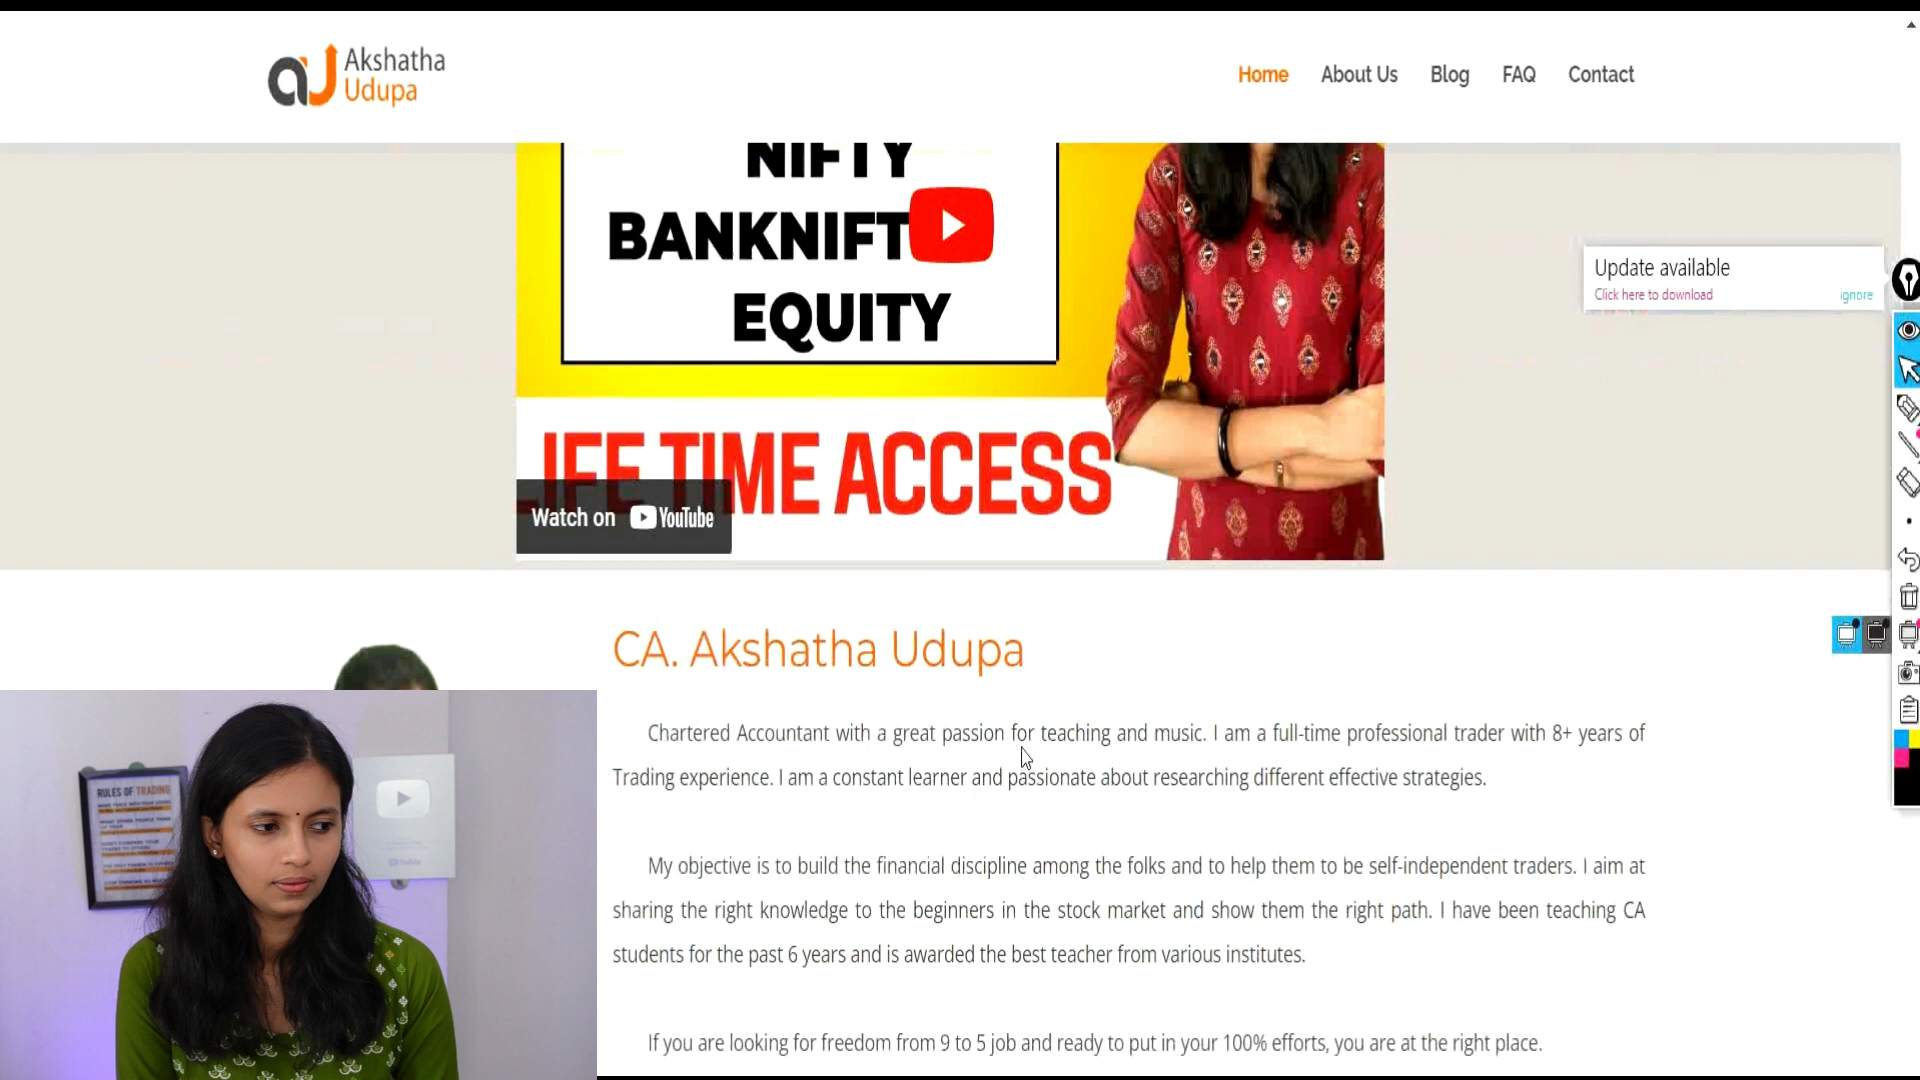 Akshatha
Udupa
Home
About Us
Blog
FAQ
Contact
NIFTY
BANKNIFT
EQUITY
Update available
Click here to download
ignore
IFE TIME ACCESS
Watch on YouTube
CA. Akshatha Udupa
Chartered Accountant with a great passion for teaching and music. I am a full-time professional trader with 8+ years of
Trading experience. I am a constant learner and passionate about researching different effective strategies.
My objective is to build the financial discipline among the folks and to help them to be self-independent traders. I aim at
sharing the right knowledge to the beginners in the stock market and show them the right path. I have been teaching CA
students for the past 6 years and is awarded the best teacher from various institutes.
If you are looking for freedom from 9 to 5 job and ready to put in your 100% efforts, you are at the right place.
RULES OF TRADING